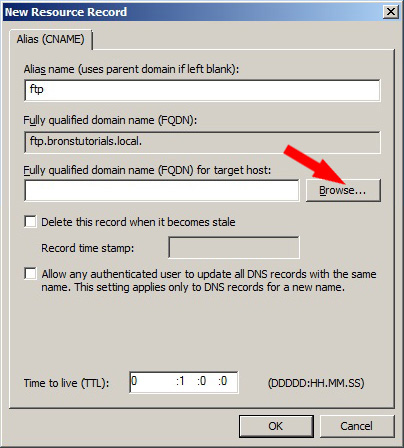 New Resource Record
Alias (CNAME)
Alias name (uses parent domain if left blank):
ftp
Fully qualified domain name (FQDN):
ftp.bronstutorials.local.
Fully qualified domain name (FQDN) for target host:
Browse...
Delete this record when it becomes stale
Record time stamp:
Allow any authenticated user to update all DNS records with the same
name. This setting applies only to DNS records for a new name.
Time to live (TTL): 0 :1 :0 :0 (DDDDD:HH.MM.SS)
OK Cancel